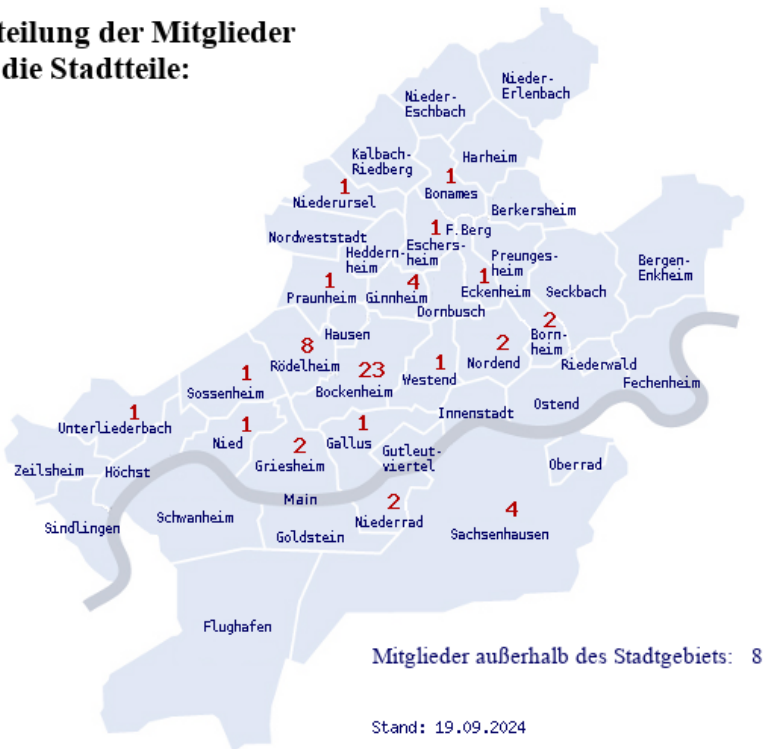 teilung der Mitglieder
die Stadtteile:
Nieder-
Erlenbach
Nieder-
Eschbach
Kalbach-
Riedberg
Harheim
1
Niederursel
1
Bonames
Berkersheim
Nordweststadt
1 F.Berg
Eschers-
heim
Heddern-
heim
Preunges-
heim
Bergen-
Enkheim
1
Praunheim
4
Ginnheim
1
Eckenheim
Seckbach
Dornbusch
Hausen
2
Born-
heim
8
Rödelheim
23
Bockenheim
1
Westend
2
Nordend
Riederwald
Fechenheim
1
Sossenheim
Innenstadt
Ostend
1
Unterliederbach
1
Nied
2
Griesheim
1
Gallus
Gutleut-
viertel
Oberrad
Zeilsheim
Höchst
Main
2
Niederrad
4
Sachsenhausen
Sindlingen
Schwanheim
Goldstein
Flughafen
Mitglieder außerhalb des Stadtgebiets: 8
Stand: 19.09.2024